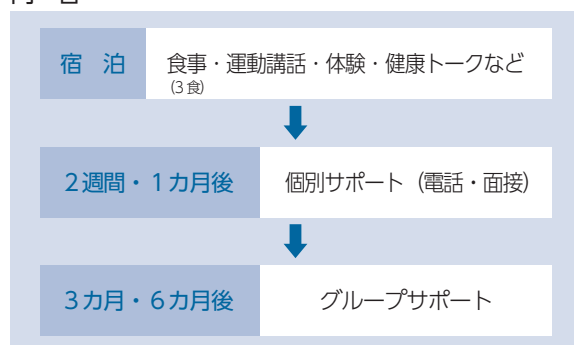 宿 泊 食事・運動講話・体験・健康トークなど
(3食)
2週間・1カ月後 個別サポート（電話・面接）
3カ月・6カ月後 グループサポート